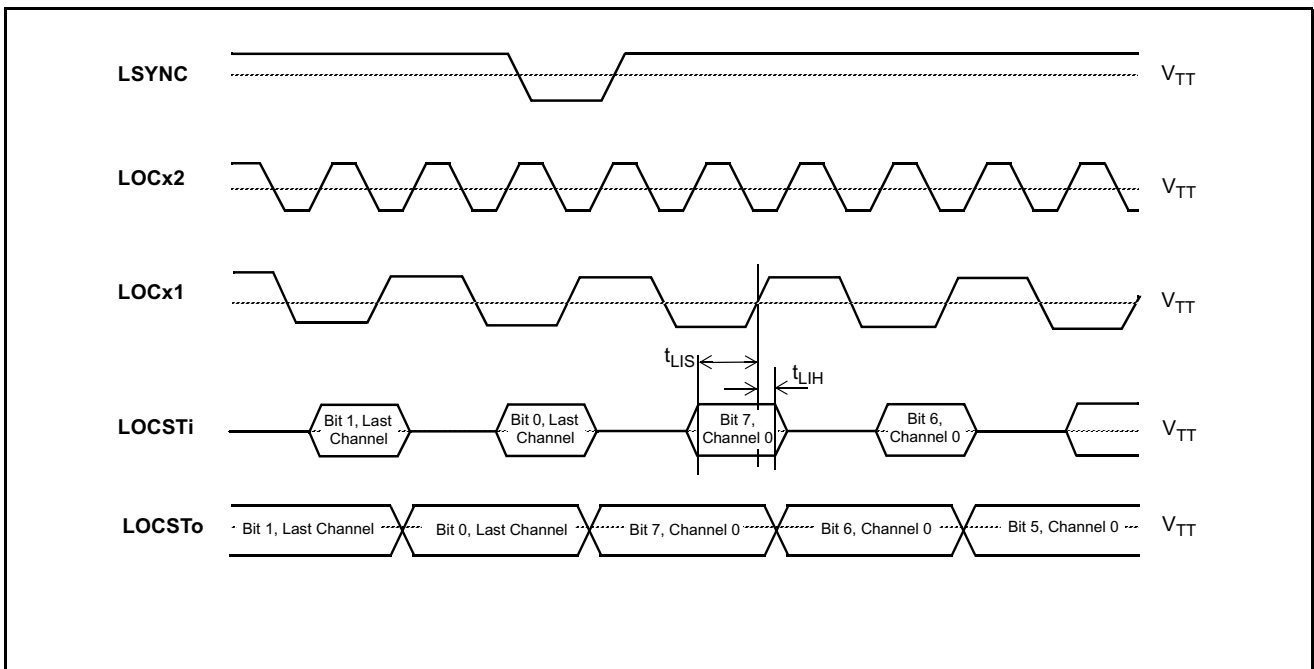 LSYNC
V_TT
LOCx2
V_TT
LOCx1
V_TT
t_LIS
t_LIH
LOCSTi
Bit 1, Last
Channel
Bit 0, Last
Channel
Bit 7,
Channel 0
Bit 6,
Channel 0
V_TT
LOCSTo
Bit 1, Last Channel
Bit 0, Last Channel
Bit 7, Channel 0
Bit 6, Channel 0
Bit 5, Channel 0
V_TT